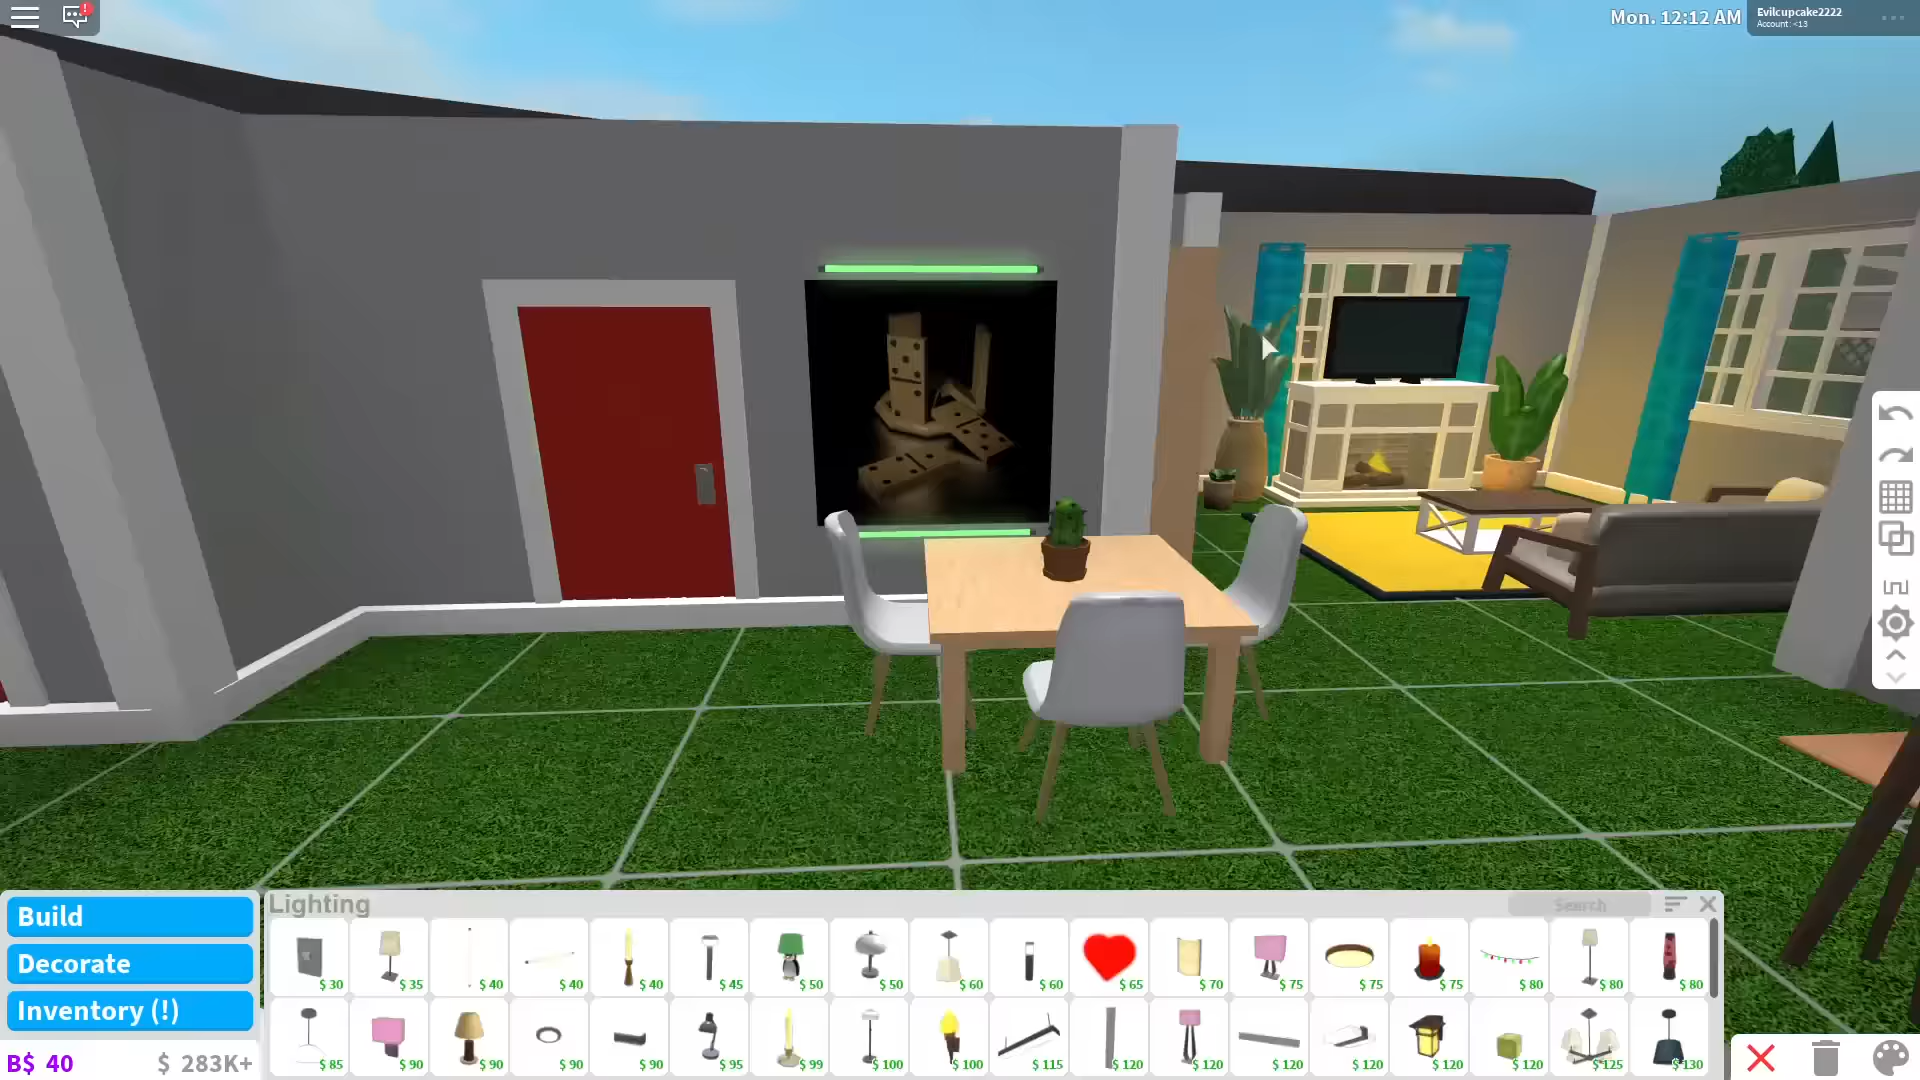 Mon. 12:12 AM
Evilcupcake2222
Account: <13
Build
Decorate
Inventory (!)
B$ 40
$ 283K+
Lighting
Search
$ 30 $ 35 $ 40 $ 40 $ 40 $ 45 $ 50 $ 50 $ 60 $ 60 $ 65 $ 70 $ 75 $ 75 $ 75 $ 80 $ 80 $ 80
$ 85 $ 90 $ 90 $ 90 $ 90 $ 95 $ 99 $ 100 $ 100 $ 115 $ 120 $ 120 $ 120 $ 120 $ 120 $ 120 $ 125 $ 130